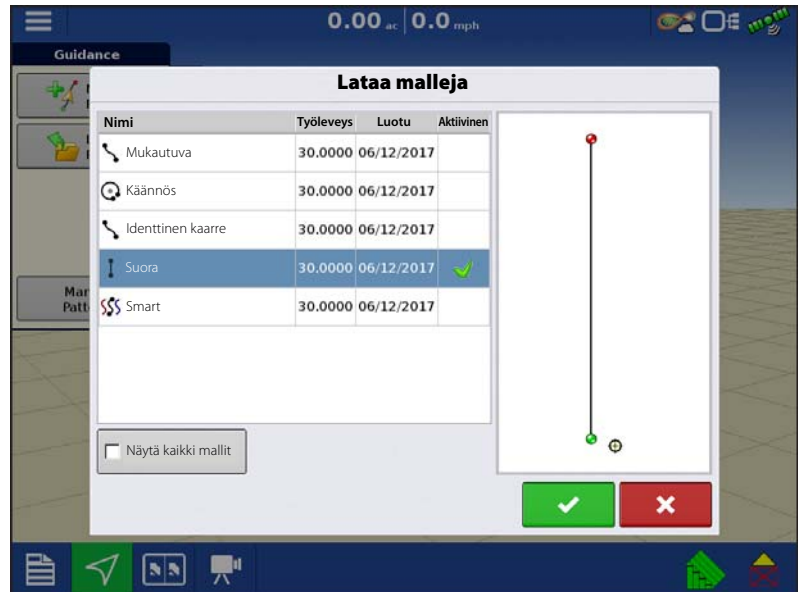 0.00 ac 0.0 mph
Guidance
Lataa malleja
Nimi Työleveys Luotu Aktiivinen
Mukautuva 30.0000 06/12/2017
Käännös 30.0000 06/12/2017
Identtinen kaarre 30.0000 06/12/2017
Suora 30.0000 06/12/2017
Smart 30.0000 06/12/2017
Mar
Patt
Näytä kaikki mallit